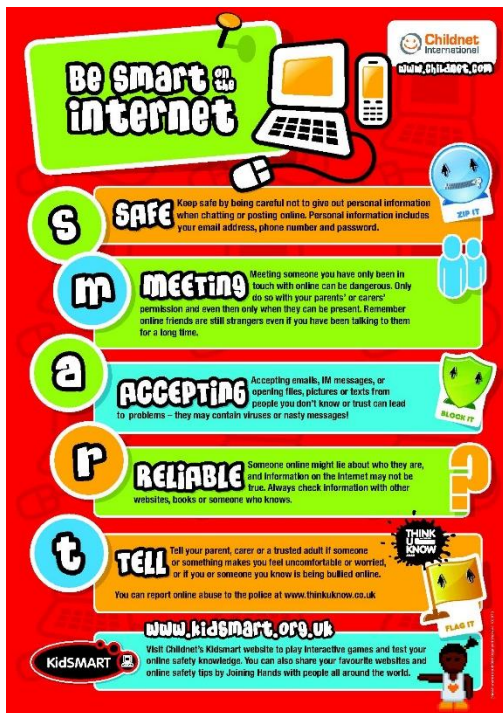 Childnet
International
www.childnet.com
Be smart on the
internet
s
SAFE
Keep safe by being careful not to give out personal information
when chatting or posting online. Personal information includes
your email address, phone number and password.
ZIP IT
m
MEETING
Meeting someone you have only been in
touch with online can be dangerous. Only
do so with your parents' or carers'
permission and even then only when they can be present. Remember
online friends are still strangers even if you have been talking to them
for a long time.
a
ACCEPTING
Accepting emails, IM messages, or
opening files, pictures or texts from
people you don't know or trust can lead
to problems – they may contain viruses or nasty messages!
BLOCK IT
r
RELIABLE
Someone online might lie about who they are,
and information on the internet may not be
true. Always check information with other
websites, books or someone who knows.
?
t
TELL
Tell your parent, carer or a trusted adult if someone
or something makes you feel uncomfortable or worried,
or if you or someone you know is being bullied online.
You can report online abuse to the police at www.thinkuknow.co.uk
THINK
U
KNOW
FLAG IT
www.kidsmart.org.uk
KidSMART
Visit Childnet's Kidsmart website to play interactive games and test your
online safety knowledge. You can also share your favourite websites and
online safety tips by Joining Hands with people all around the world.